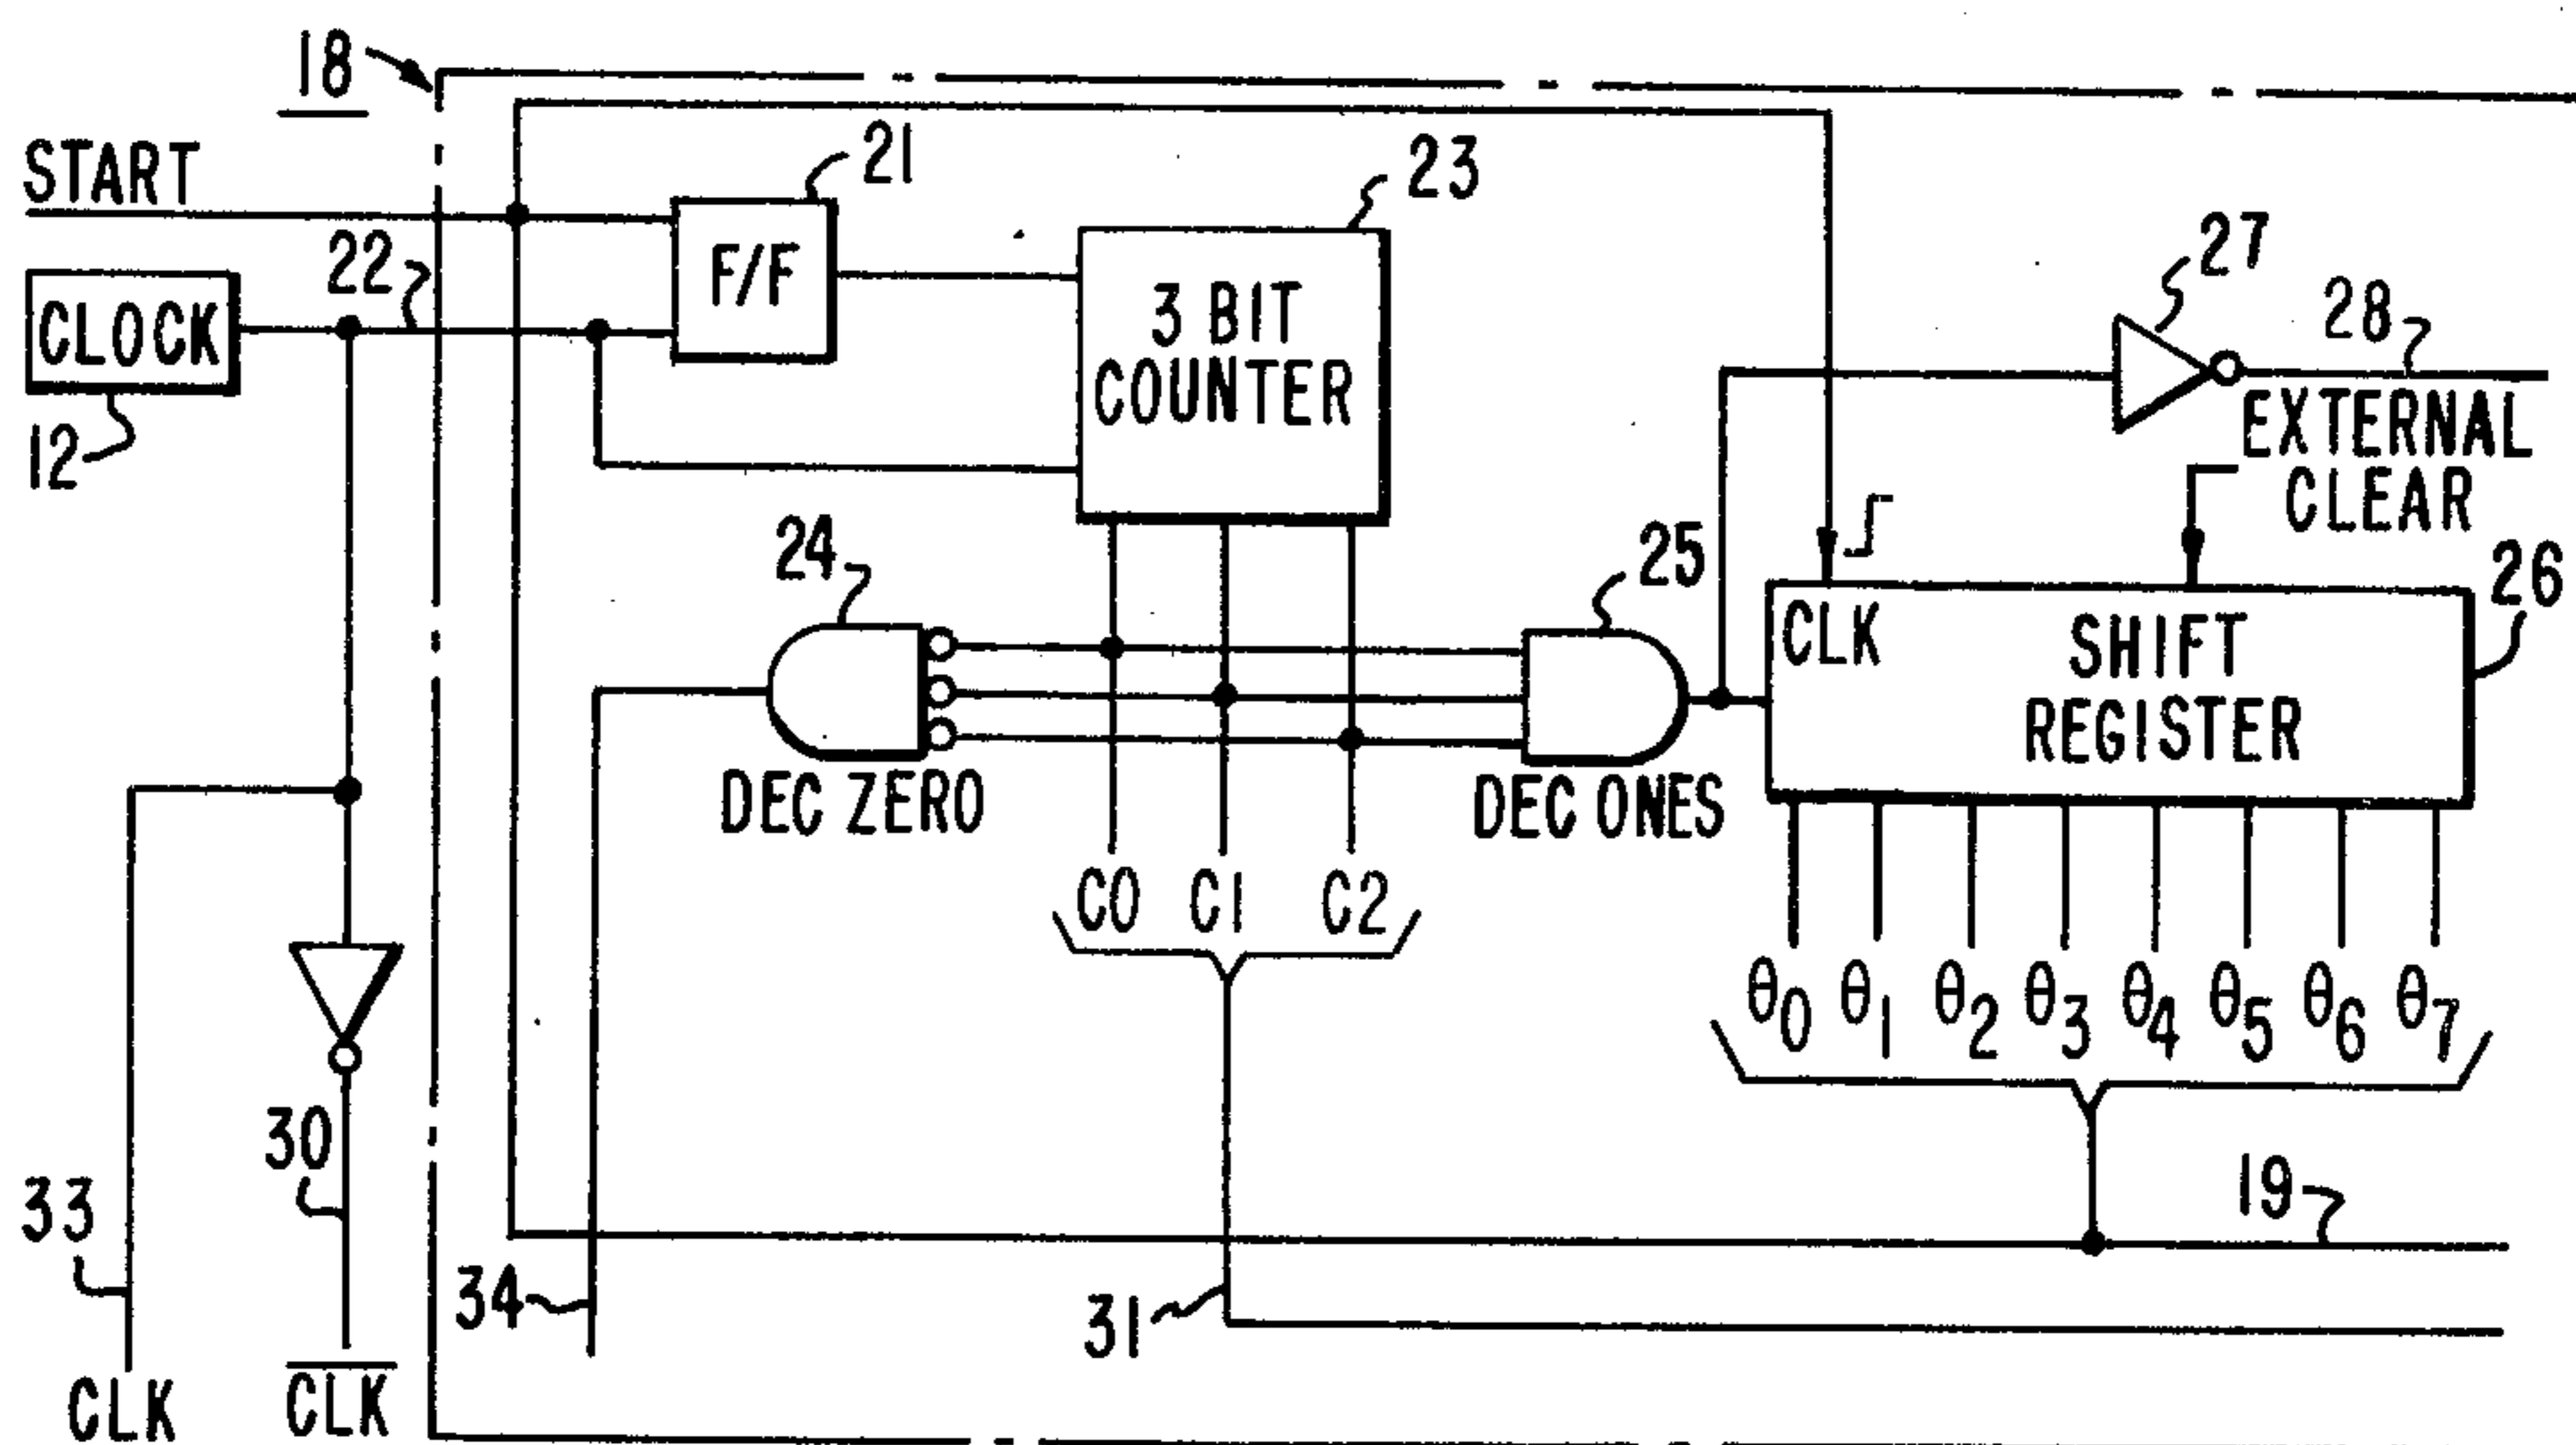 18
START
21
23
22
F/F
27
CLOCK
3 BIT
COUNTER
28
12
EXTERNAL
CLEAR
24
25
26
CLK
SHIFT
REGISTER
DEC ZERO
DEC ONES
C0 C1 C2
θ0 θ1 θ2 θ3 θ4 θ5 θ6 θ7
30
33
19
34
31
CLK
C̅L̅K̅